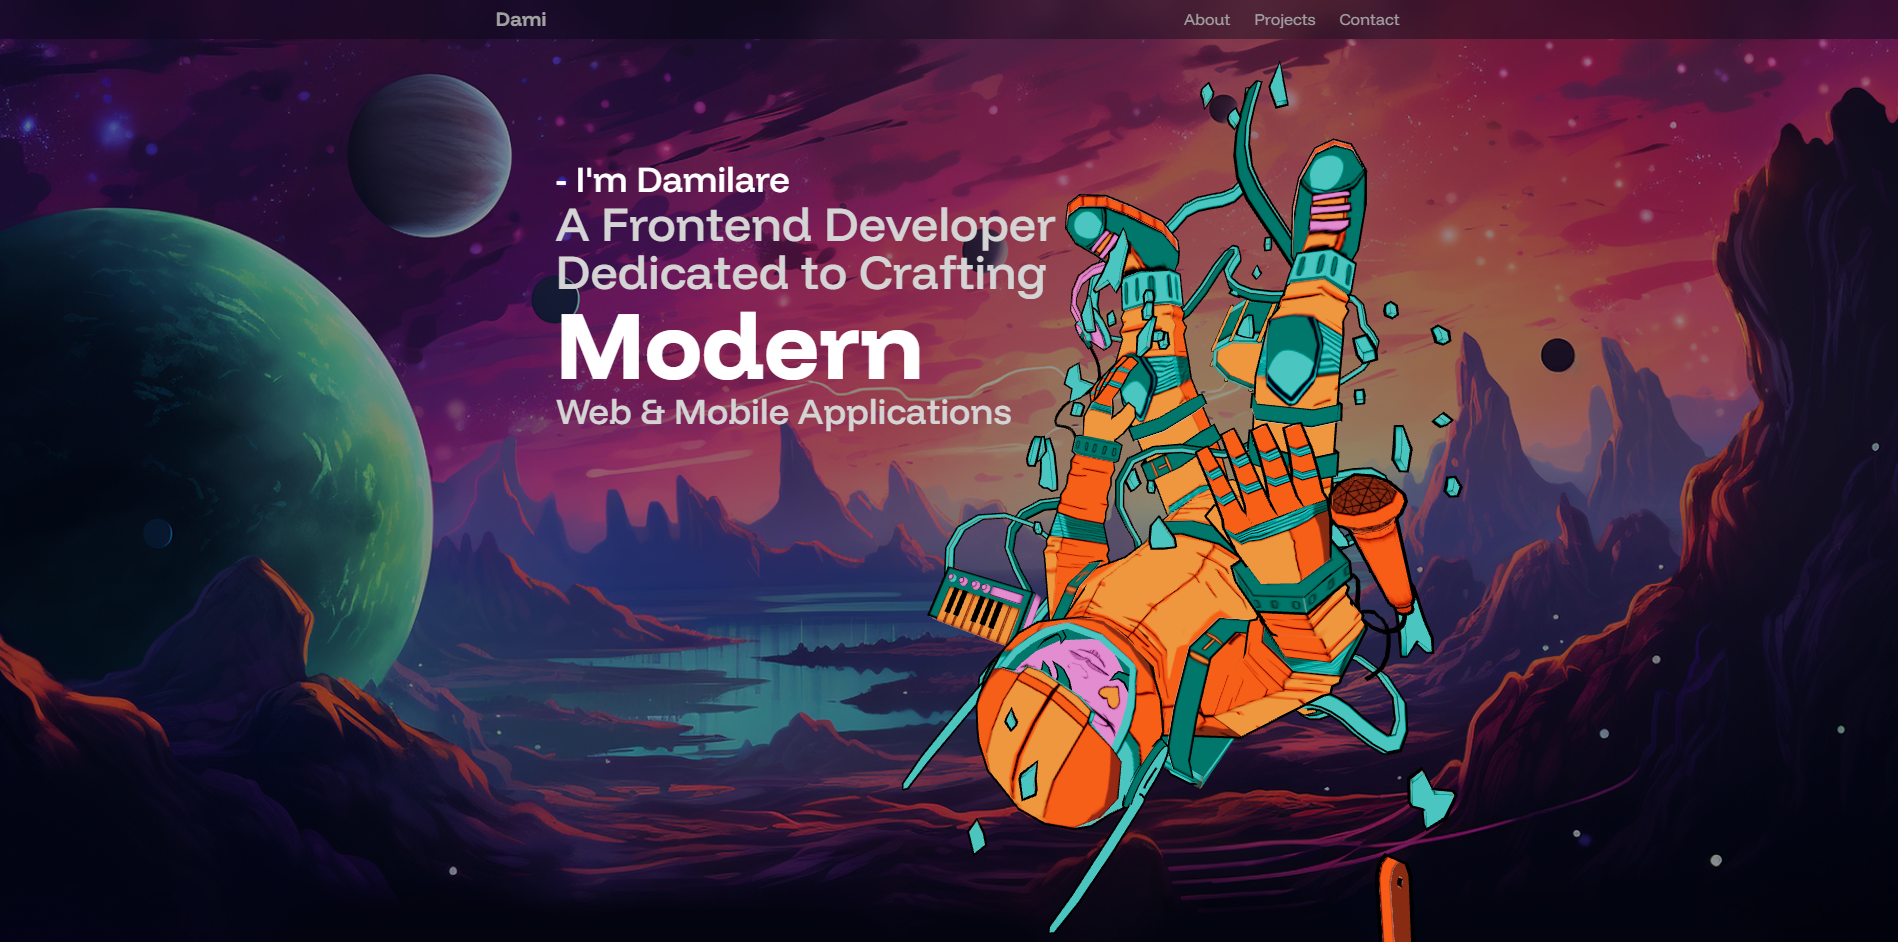 Dami
About Projects Contact
- I'm Damilare
A Frontend Developer
Dedicated to Crafting
Modern
Web & Mobile Applications